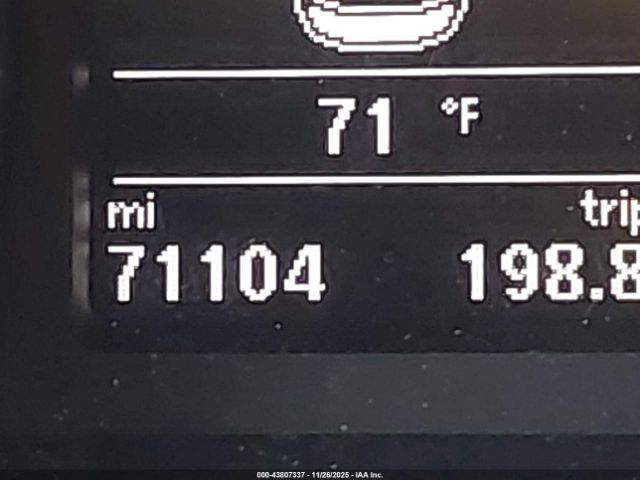 71 °F
mi trip
71104 198.8
000-43807337 - 11/26/2025 - IAA Inc.